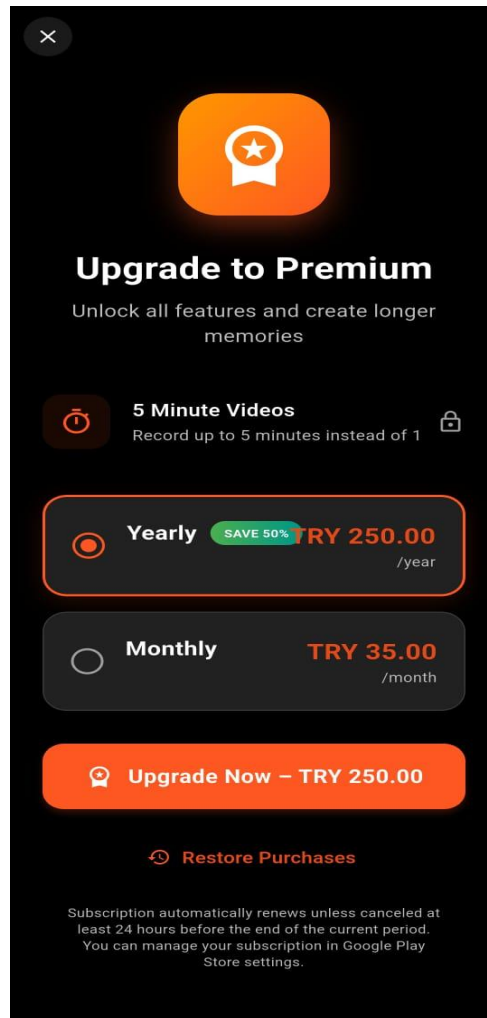 Upgrade to Premium
Unlock all features and create longer
memories
5 Minute Videos
Record up to 5 minutes instead of 1
Yearly SAVE 50% TRY 250.00
/year
Monthly TRY 35.00
/month
Upgrade Now – TRY 250.00
Restore Purchases
Subscription automatically renews unless canceled at
least 24 hours before the end of the current period.
You can manage your subscription in Google Play
Store settings.